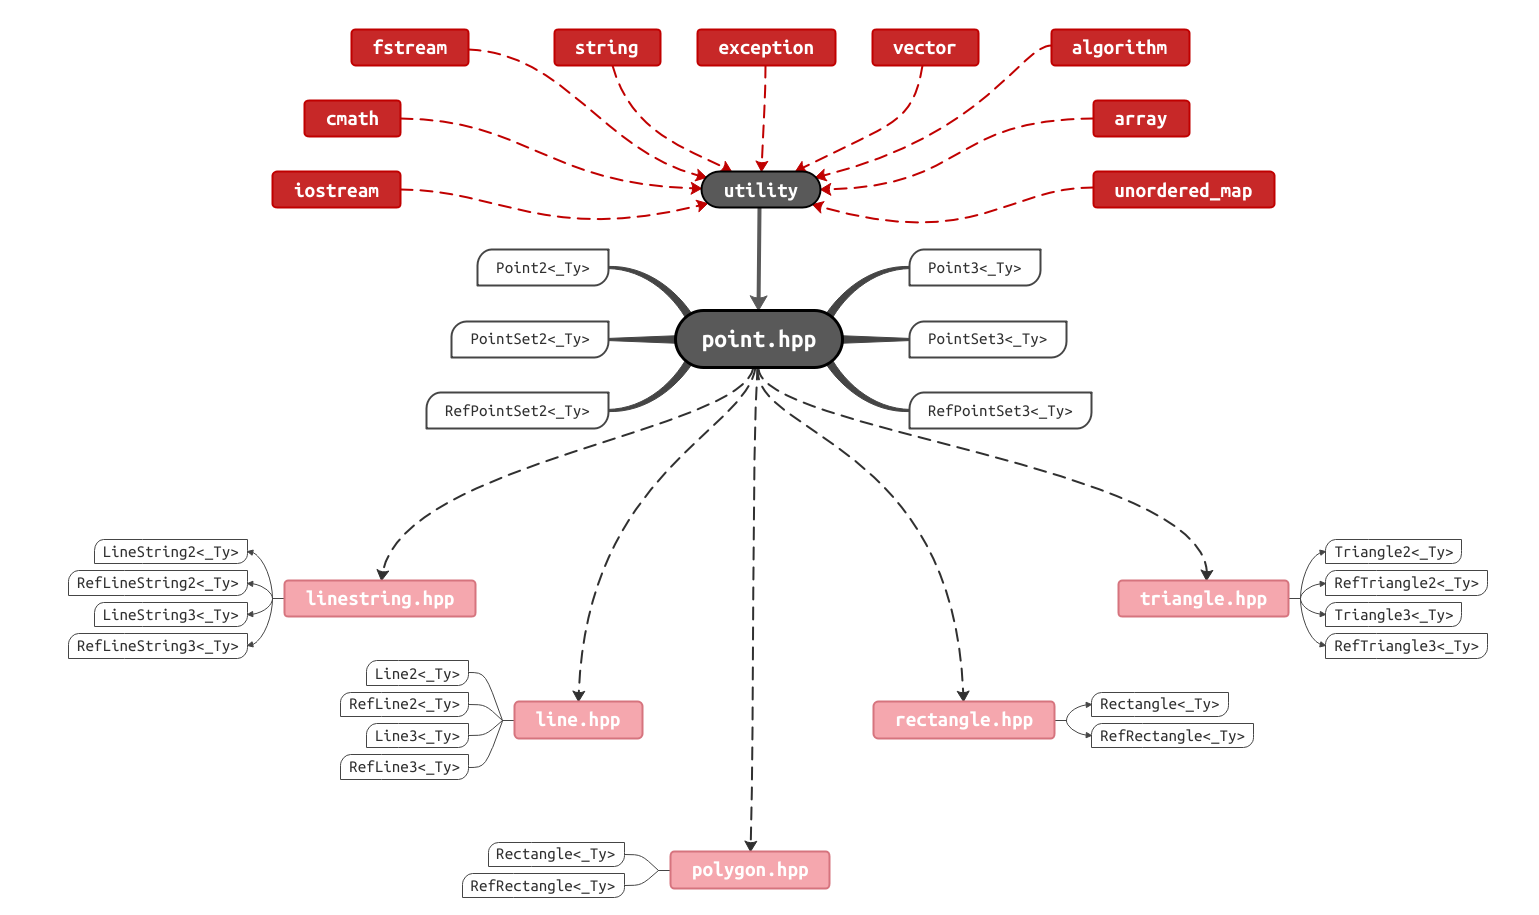 fstream
string
exception
vector
algorithm
cmath
array
iostream
utility
unordered_map
Point2<_Ty>
Point3<_Ty>
PointSet2<_Ty>
point.hpp
PointSet3<_Ty>
RefPointSet2<_Ty>
RefPointSet3<_Ty>
LineString2<_Ty>
RefLineString2<_Ty>
LineString3<_Ty>
RefLineString3<_Ty>
linestring.hpp
triangle.hpp
Triangle2<_Ty>
RefTriangle2<_Ty>
Triangle3<_Ty>
RefTriangle3<_Ty>
Line2<_Ty>
RefLine2<_Ty>
Line3<_Ty>
RefLine3<_Ty>
line.hpp
rectangle.hpp
Rectangle<_Ty>
RefRectangle<_Ty>
Rectangle<_Ty>
RefRectangle<_Ty>
polygon.hpp